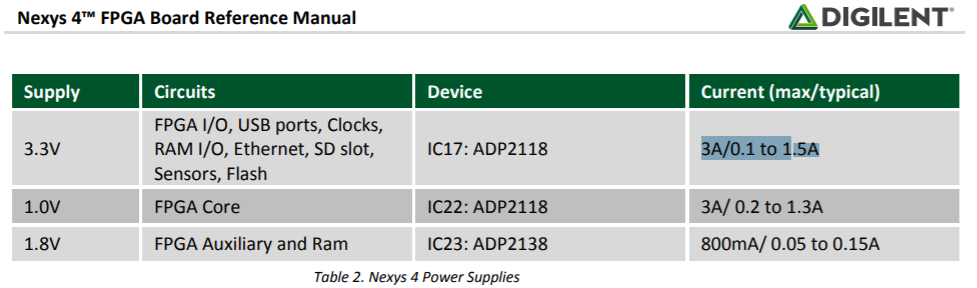 Nexys 4™ FPGA Board Reference Manual
DIGILENT®
Supply Circuits Device Current (max/typical)
3.3V
FPGA I/O, USB ports, Clocks,
RAM I/O, Ethernet, SD slot,
Sensors, Flash
IC17: ADP2118
3A/0.1 to 1.5A
1.0V FPGA Core IC22: ADP2118 3A/ 0.2 to 1.3A
1.8V FPGA Auxiliary and Ram IC23: ADP2138 800mA/ 0.05 to 0.15A
Table 2. Nexys 4 Power Supplies